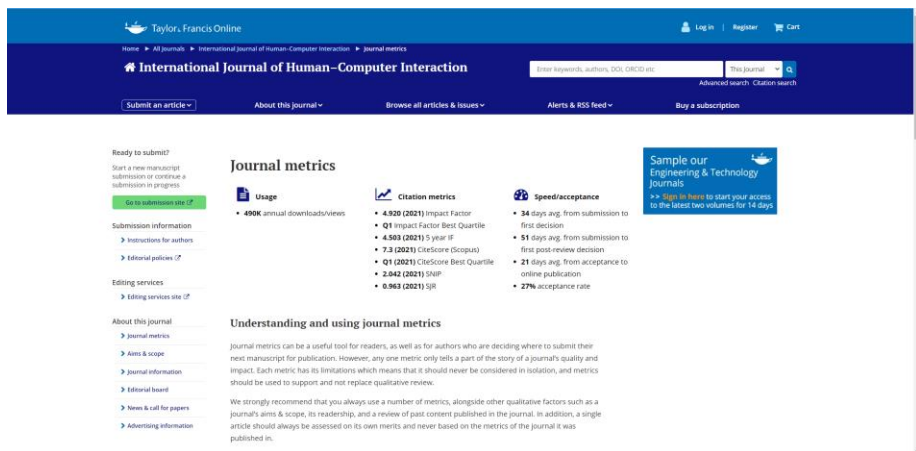 Taylor & Francis Online
Log in | Register Cart
Home ▶ All Journals ▶ International Journal of Human-Computer Interaction ▶ Journal metrics
International Journal of Human–Computer Interaction
Enter keywords, authors, DOI, ORCID etc
This Journal
Advanced search Citation search
Submit an article
About this journal
Browse all articles & issues
Alerts & RSS feed
Buy a subscription
Ready to submit?
Start a new manuscript
submission or continue a
submission in progress
Go to submission site
Submission information
Instructions for authors
Editorial policies
Editing services
Editing services site
About this journal
Journal metrics
Aims & scope
Journal information
Editorial board
News & call for papers
Advertising information
Journal metrics
Usage
• 490K annual downloads/views
Citation metrics
• 4.920 (2021) Impact Factor
• Q1 Impact Factor Best Quartile
• 4.503 (2021) 5 year IF
• 7.3 (2021) CiteScore (Scopus)
• Q1 (2021) CiteScore Best Quartile
• 2.042 (2021) SNIP
• 0.963 (2021) SJR
Speed/acceptance
• 34 days avg. from submission to
first decision
• 51 days avg. from submission to
first post-review decision
• 21 days avg. from acceptance to
online publication
• 27% acceptance rate
Sample our
Engineering & Technology
Journals
>> Sign in here to start your access
to the latest two volumes for 14 days
Understanding and using journal metrics
Journal metrics can be a useful tool for readers, as well as for authors who are deciding where to submit their
next manuscript for publication. However, any one metric only tells a part of the story of a journal's quality and
impact. Each metric has its limitations which means that it should never be considered in isolation, and metrics
should be used to support and not replace qualitative review.
We strongly recommend that you always use a number of metrics, alongside other qualitative factors such as a
journal's aims & scope, its readership, and a review of past content published in the journal. In addition, a single
article should always be assessed on its own merits and never based on the metrics of the journal it was
published in.